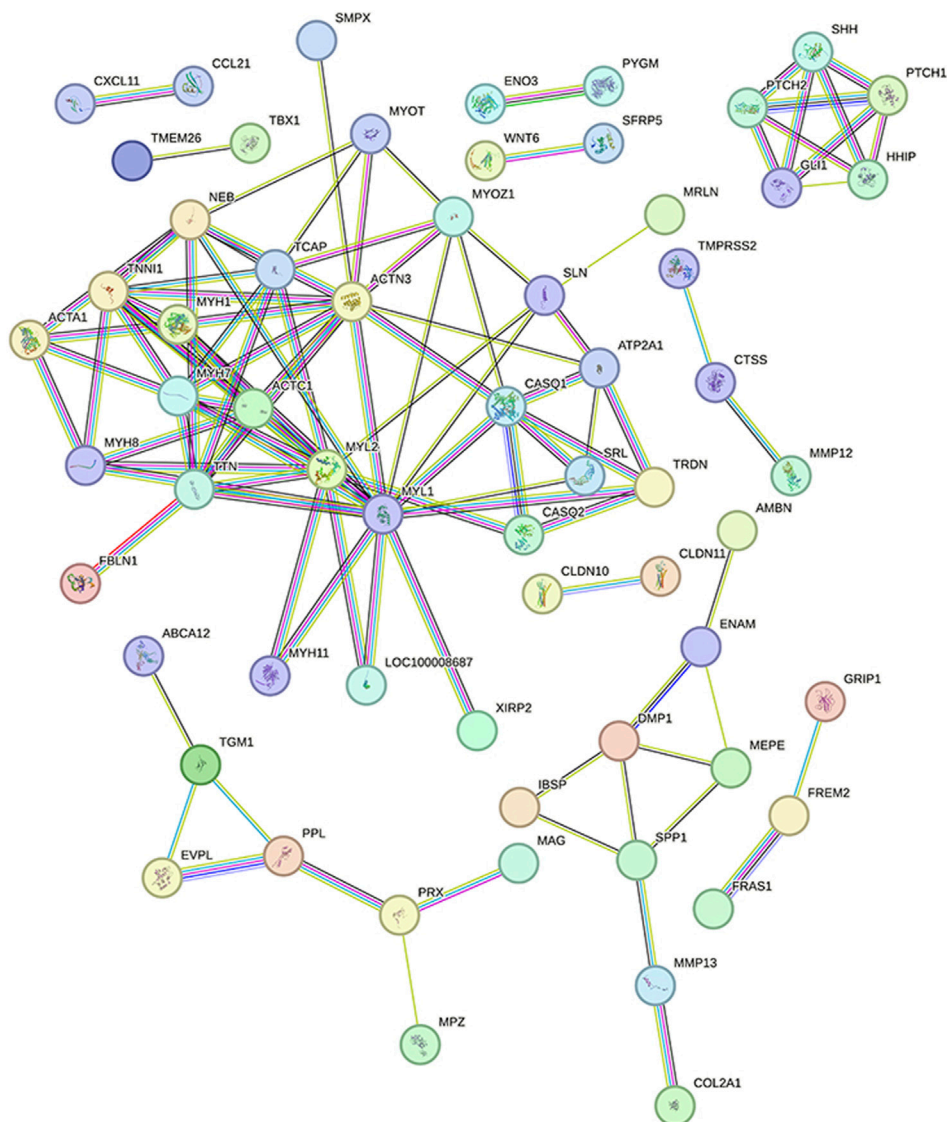 SMPX
SHH
CXCL11
CCL21
ENO3
PYGM
PTCH2
PTCH1
TMEM26
TBX1
MYOT
WNT6
SFRP5
GLI1
HHIP
NEB
MYOZ1
MRLN
TCAP
TNNI1
ACTN3
SLN
TMPRSS2
ACTA1
MYH1
ATP2A1
MYH7
ACTC1
CASQ1
CTSS
MYH8
TTN
MYL2
SRL
TRDN
MMP12
MYL1
CASQ2
AMBN
FBLN1
CLDN10
CLDN11
ENAM
ABCA12
MYH11
LOC100008687
GRIP1
XIRP2
DMP1
TGM1
MEPE
IBSP
FREM2
EVPL
PPL
MAG
SPP1
PRX
FRAS1
MMP13
MPZ
COL2A1